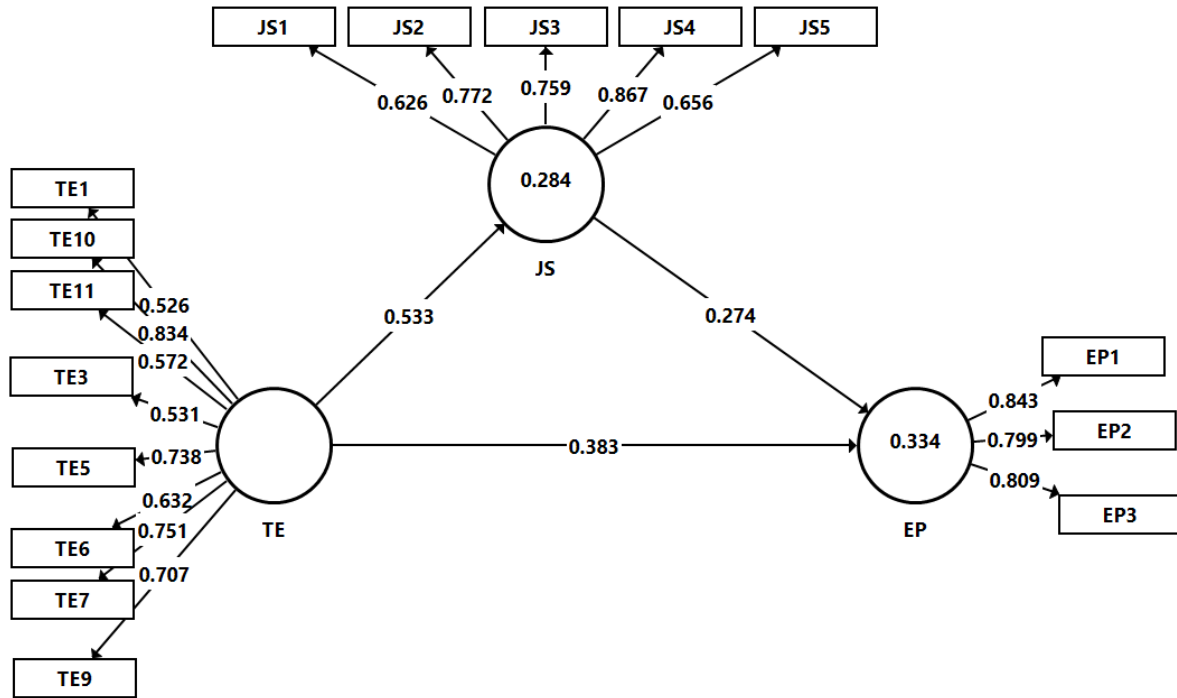 JS1 JS2 JS3 JS4 JS5
0.626 0.772 0.759 0.867 0.656
0.284
JS
TE1
TE10
TE11
TE3
TE5
TE6
TE7
TE9
0.526
0.834
0.572
0.531
0.738
0.632
0.751
0.707
TE
0.533
0.274
0.383
0.334
EP
0.843
0.799
0.809
EP1
EP2
EP3